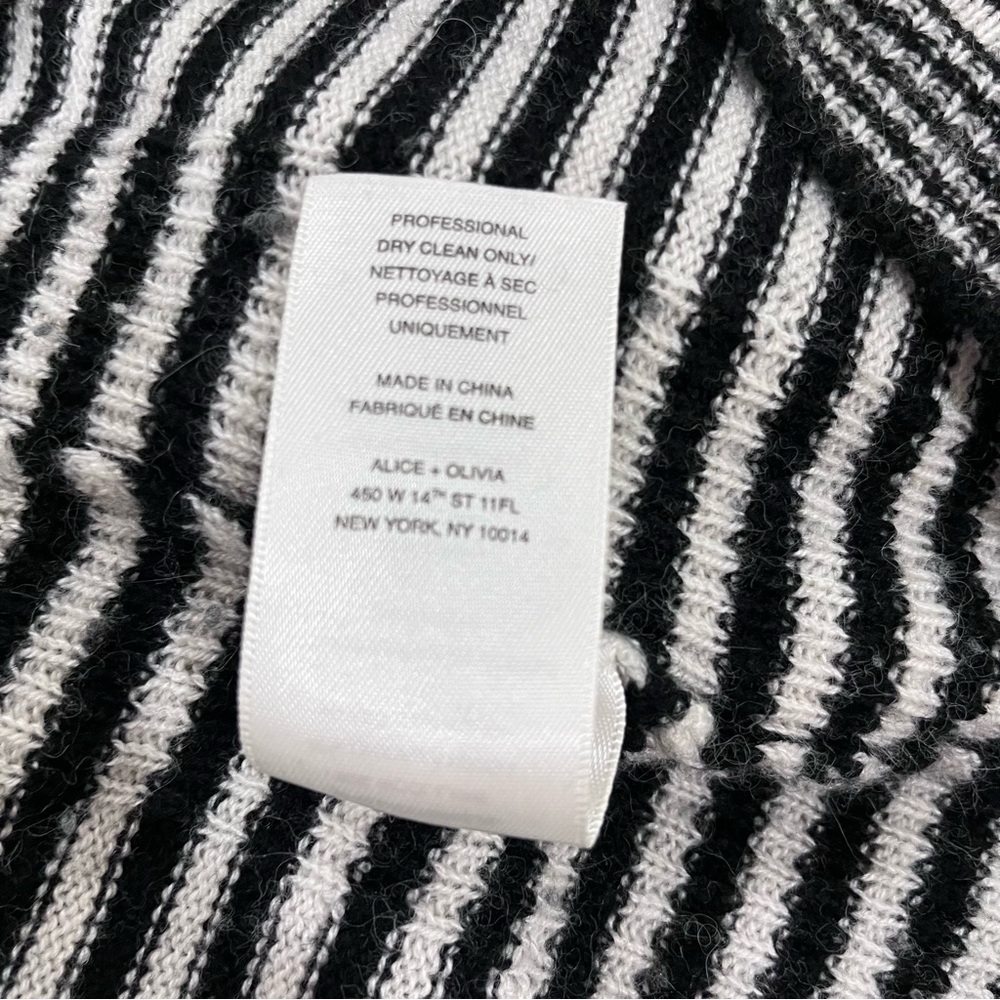 PROFESSIONAL
DRY CLEAN ONLY/
NETTOYAGE À SEC
PROFESSIONNEL
UNIQUEMENT
MADE IN CHINA
FABRIQUÉ EN CHINE
ALICE + OLIVIA
450 W 14TH ST 11FL
NEW YORK, NY 10014